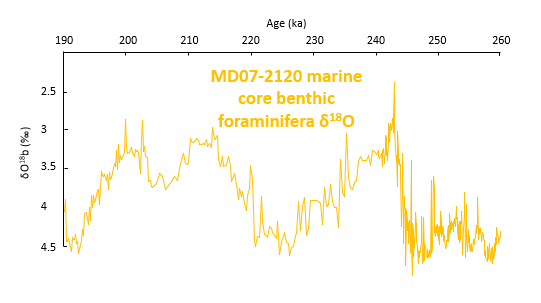 Age (ka)
190 200 210 220 230 240 250 260
MD07-2120 marine
core benthic
foraminifera δ¹⁸O
2.5
3
3.5
4
4.5
δO¹⁸b (‰)